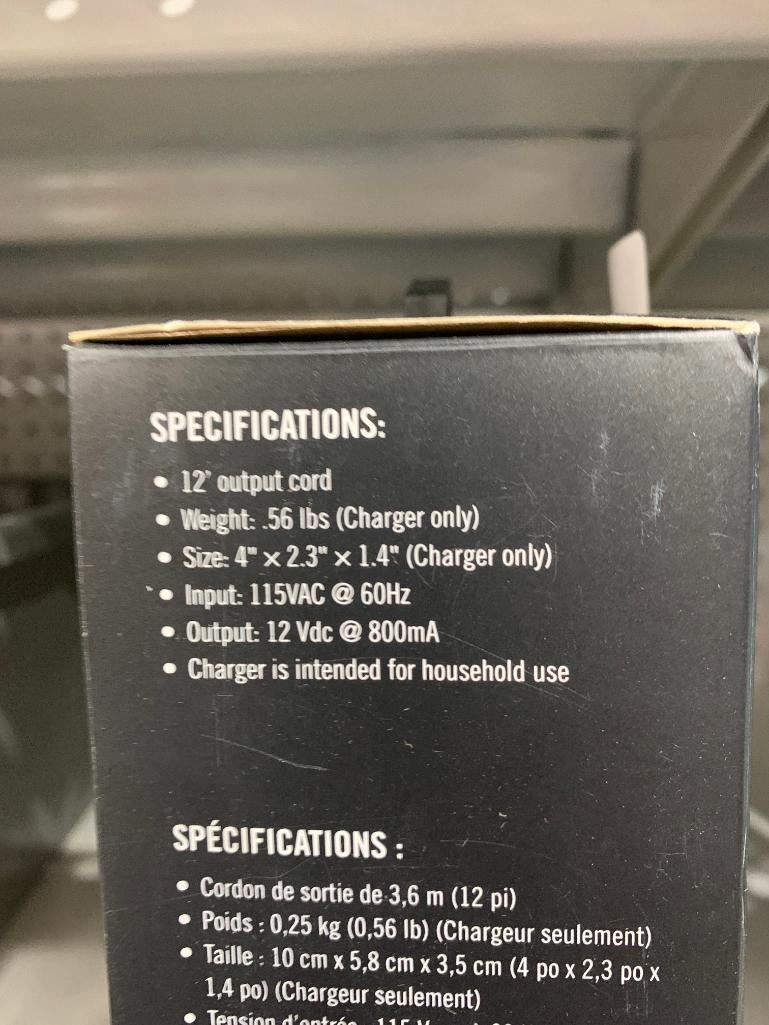 SPECIFICATIONS:
• 12' output cord
• Weight: .56 lbs (Charger only)
• Size: 4" x 2.3" x 1.4" (Charger only)
• Input: 115VAC @ 60Hz
• Output: 12 Vdc @ 800mA
• Charger is intended for household use
SPÉCIFICATIONS :
• Cordon de sortie de 3,6 m (12 pi)
• Poids : 0,25 kg (0,56 lb) (Chargeur seulement)
• Taille : 10 cm x 5,8 cm x 3,5 cm (4 po x 2,3 po x
1,4 po) (Chargeur seulement)
• Tension d'entrée